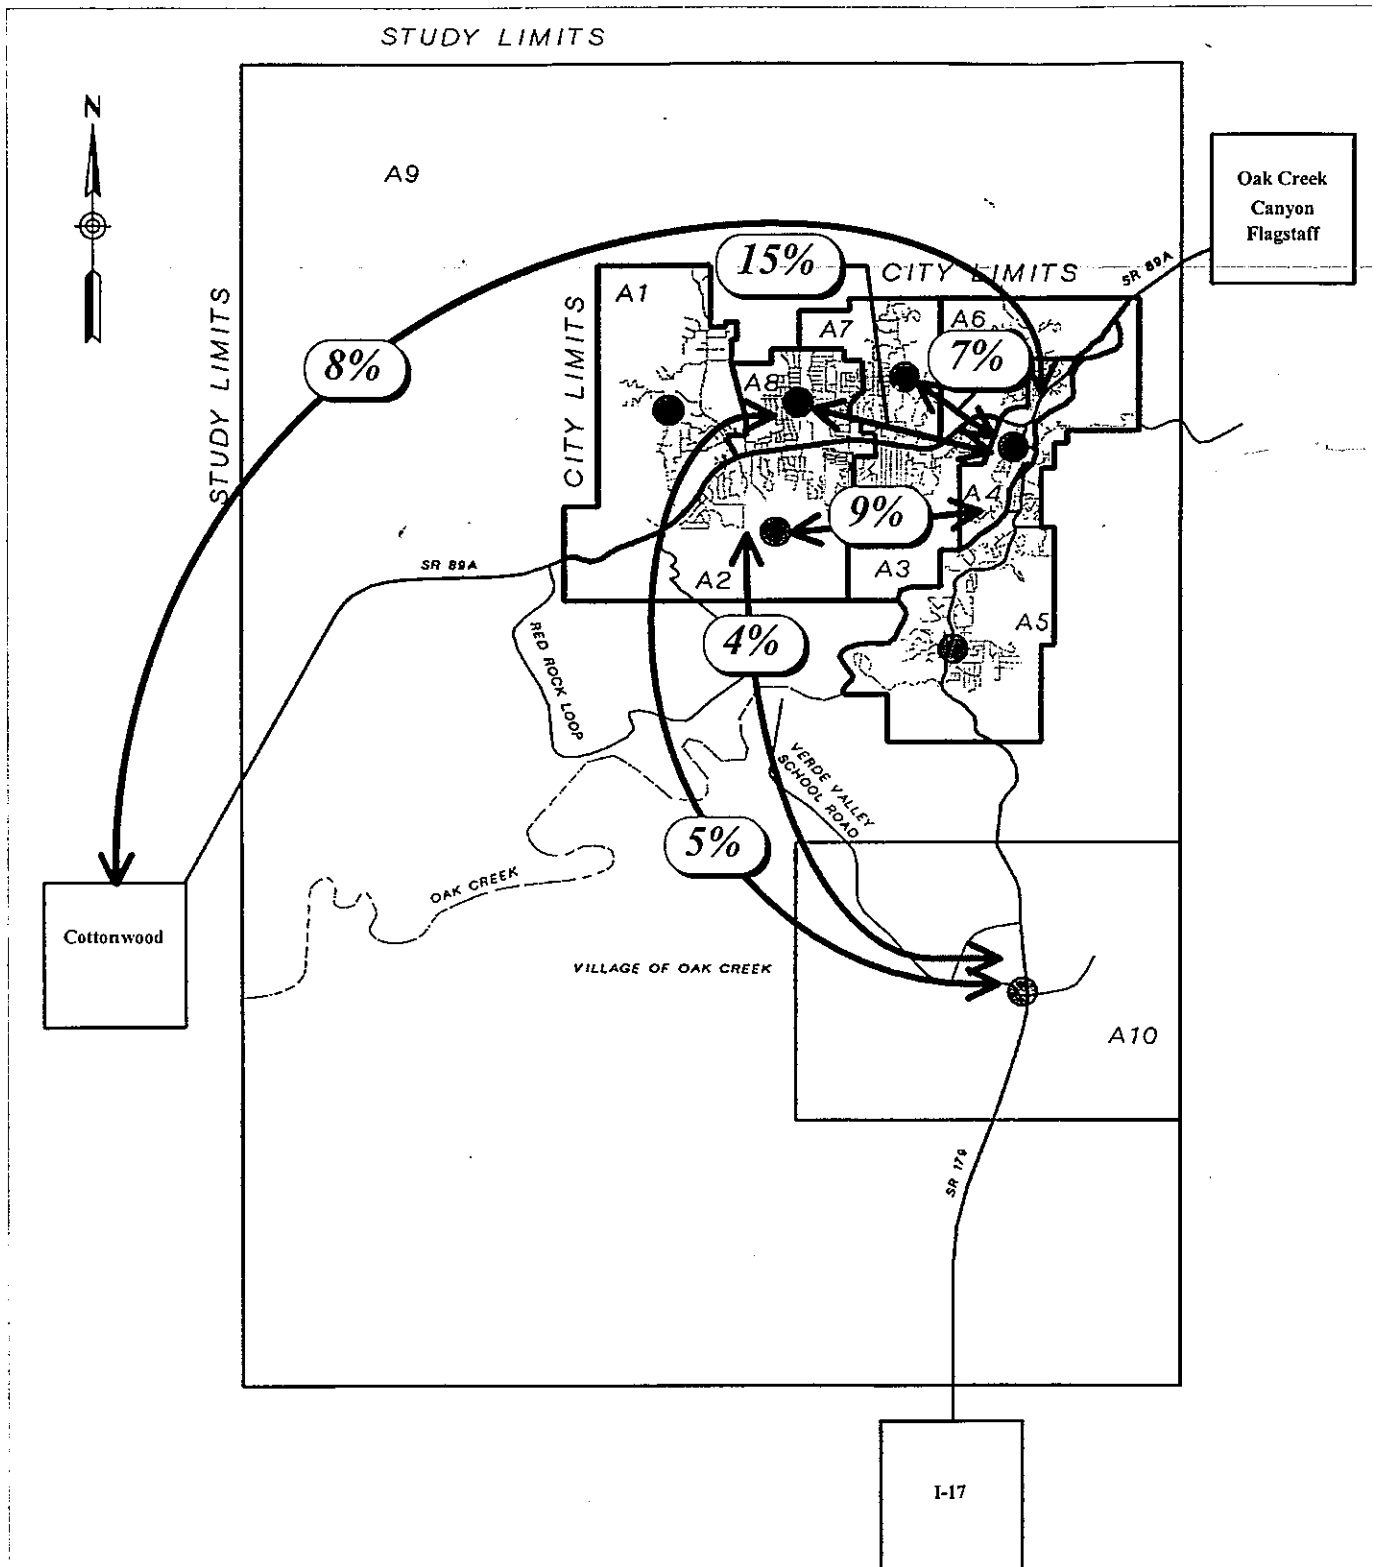 STUDY LIMITS
N
A9
Oak Creek
Canyon
Flagstaff
15%
CITY LIMITS
SR 89A
A1
A7
A6
STUDY LIMITS
CITY LIMITS
8%
7%
A8
A4
9%
SR 89A
A2
A3
A5
4%
RED ROCK LOOP
VERDE VALLEY
SCHOOL ROAD
5%
OAK CREEK
Cottonwood
VILLAGE OF OAK CREEK
A10
SR 179
I-17